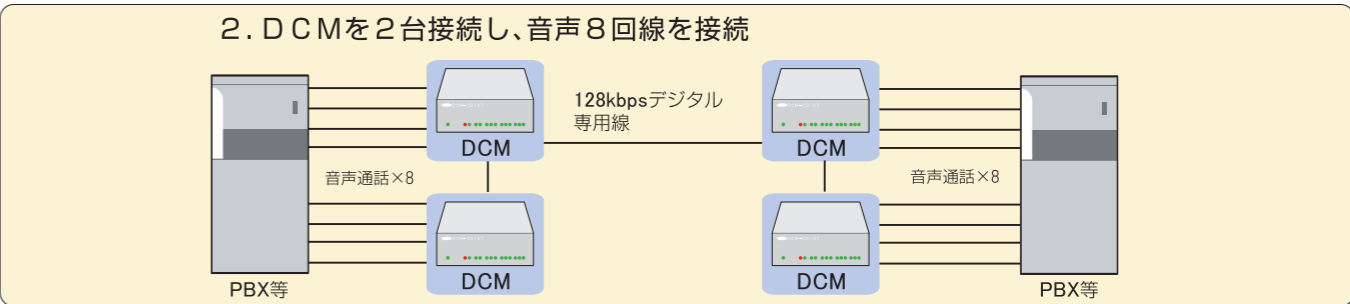 ２．ＤＣＭを２台接続し、音声８回線を接続
128kbpsデジタル
専用線
DCM
DCM
音声通話×8
音声通話×8
DCM
DCM
PBX等
PBX等